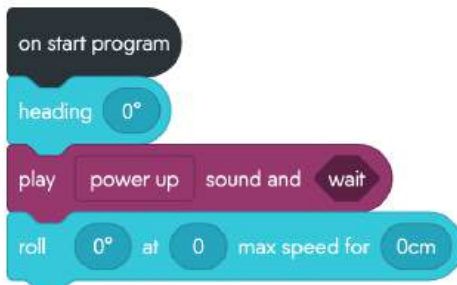 on start program
heading 0°
play power up sound and wait
roll 0° at 0 max speed for 0cm